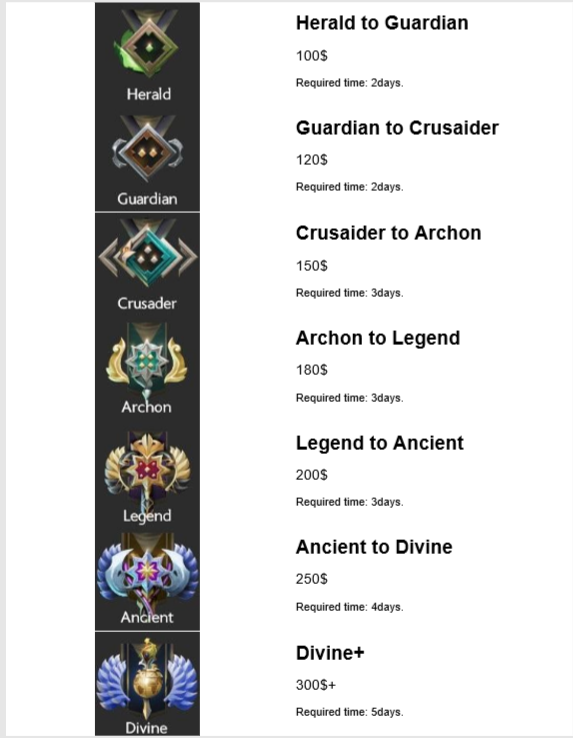 Herald to Guardian
100$
Herald
Required time: 2days.
Guardian to Crusaider
120$
Guardian
Required time: 2days.
Crusaider to Archon
150$
Crusader
Required time: 3days.
Archon to Legend
180$
Archon
Required time: 3days.
Legend to Ancient
200$
Legend
Required time: 3days.
Ancient to Divine
250$
Ancient
Required time: 4days.
Divine+
300$+
Divine
Required time: 5days.